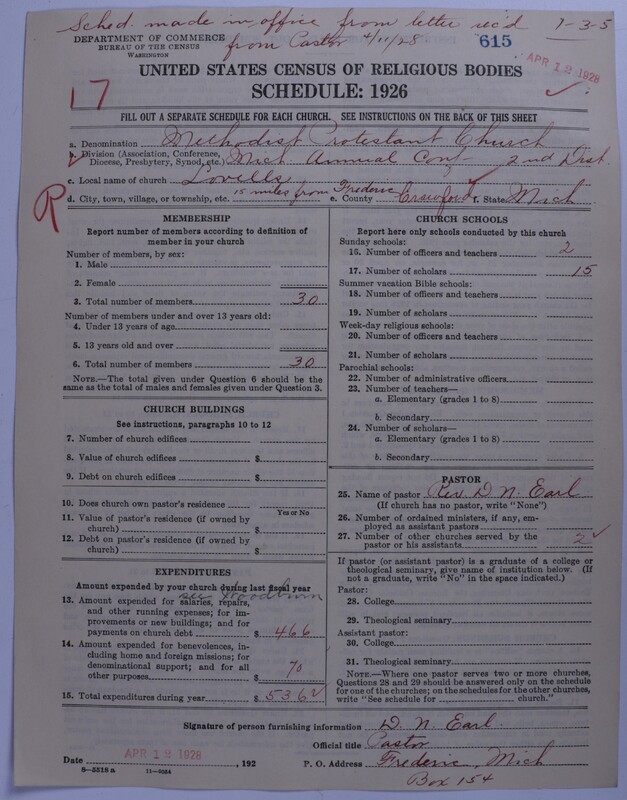 Sched. made in office from letter rec'd 1-3-5
DEPARTMENT OF COMMERCE from Pastor 4/11/28. 615
BUREAU OF THE CENSUS
WASHINGTON
APR 12 1928
UNITED STATES CENSUS OF RELIGIOUS BODIES
17 SCHEDULE: 1926
FILL OUT A SEPARATE SCHEDULE FOR EACH CHURCH. SEE INSTRUCTIONS ON THE BACK OF THIS SHEET
a. Denomination Methodist Protestant Church
b. Division (Association, Conference, Diocese, Presbytery, Synod, etc.) Mich Annual Conf - 2nd Dist.
c. Local name of church Lovells
R
d. City, town, village, or township, etc. 15 miles from Frederic e. County Crawford f. State Mich
MEMBERSHIP
Report number of members according to definition of
member in your church
Number of members, by sex:
1. Male
2. Female
3. Total number of members 30
Number of members under and over 13 years old:
4. Under 13 years of age
5. 13 years old and over
6. Total number of members 30
NOTE.—The total given under Question 6 should be the
same as the total of males and females given under Question 3.
CHURCH BUILDINGS
See instructions, paragraphs 10 to 12
7. Number of church edifices
8. Value of church edifices $
9. Debt on church edifices $
10. Does church own pastor's residence
Yes or No
11. Value of pastor's residence (if owned by
church) $
12. Debt on pastor's residence (if owned by
church) $
EXPENDITURES
Amount expended by your church during last fiscal year
see
13. Amount expended for salaries, repairs,
and other running expenses; for im-
provements or new buildings; and for
payments on church debt $ 466
14. Amount expended for benevolences, in-
cluding home and foreign missions; for
denominational support; and for all
other purposes 70
15. Total expenditures during year $ 536
CHURCH SCHOOLS
Report here only schools conducted by this church
Sunday schools:
16. Number of officers and teachers 2
17. Number of scholars 15
Summer vacation Bible schools:
18. Number of officers and teachers
19. Number of scholars
Week-day religious schools:
20. Number of officers and teachers
21. Number of scholars
Parochial schools:
22. Number of administrative officers
23. Number of teachers—
a. Elementary (grades 1 to 8)
b. Secondary
24. Number of scholars—
a. Elementary (grades 1 to 8)
b. Secondary
PASTOR
25. Name of pastor Rev. D. N. Earl
(If church has no pastor, write "None")
26. Number of ordained ministers, if any, em-
ployed as assistant pastors
27. Number of other churches served by the
pastor or his assistants 2
If pastor (or assistant pastor) is a graduate of a college or
theological seminary, give name of institution below. (If
not a graduate, write "No" in the space indicated.)
Pastor:
28. College
29. Theological seminary
Assistant pastor:
30. College
31. Theological seminary
NOTE.—Where one pastor serves two or more churches,
Questions 28 and 29 should be answered only on the schedule
for one of the churches; on the schedules for the other churches,
write "See schedule for church."
Signature of person furnishing information D. N. Earl
Official title Pastor
Date APR 12 1928, 192 P. O. Address Frederic, Mich
8—5318 a 11—9034 Box 154